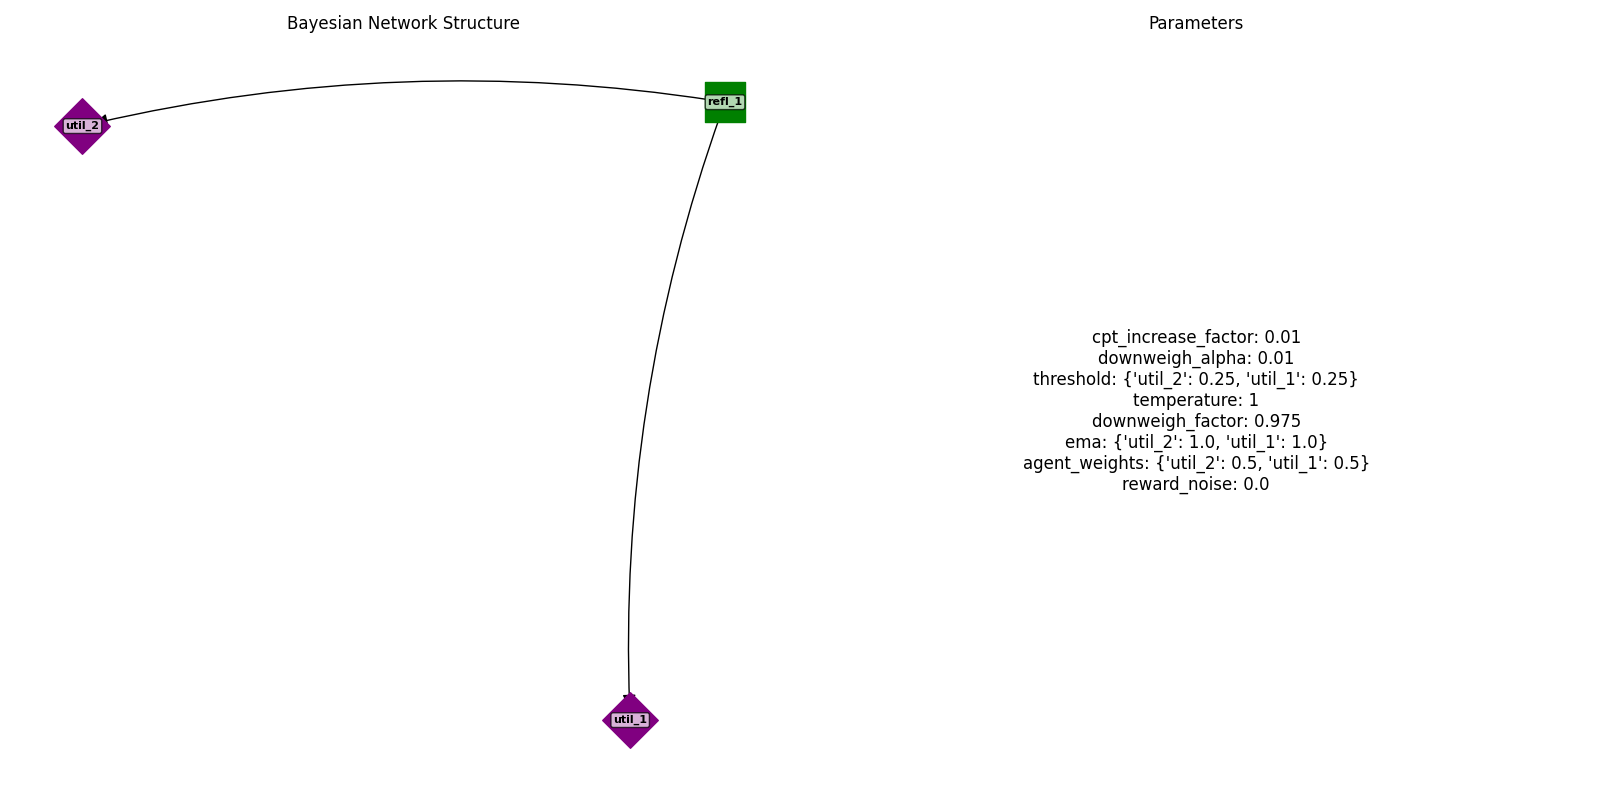 Bayesian Network Structure
Parameters
refl_1
util_2
cpt_increase_factor: 0.01
downweigh_alpha: 0.01
threshold: {'util_2': 0.25, 'util_1': 0.25}
temperature: 1
downweigh_factor: 0.975
ema: {'util_2': 1.0, 'util_1': 1.0}
agent_weights: {'util_2': 0.5, 'util_1': 0.5}
reward_noise: 0.0
util_1